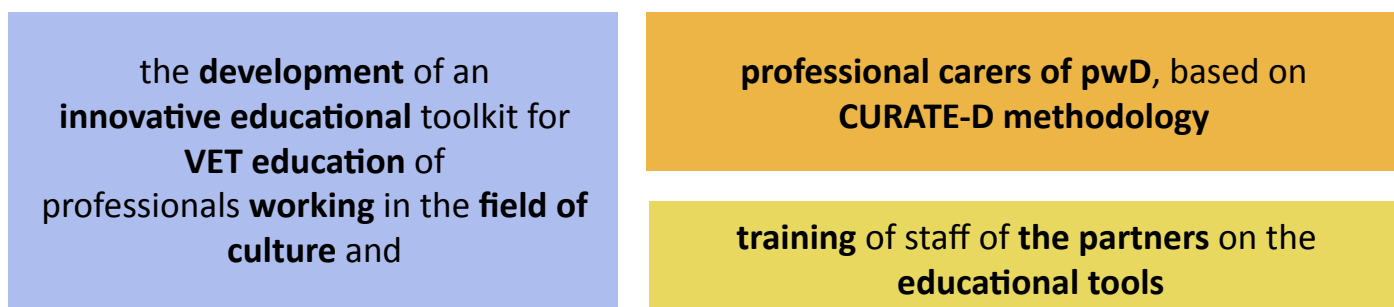 the development of an
innovative educational toolkit for
VET education of
professionals working in the field of
culture and
professional carers of pwD, based on
CURATE-D methodology
training of staff of the partners on the
educational tools